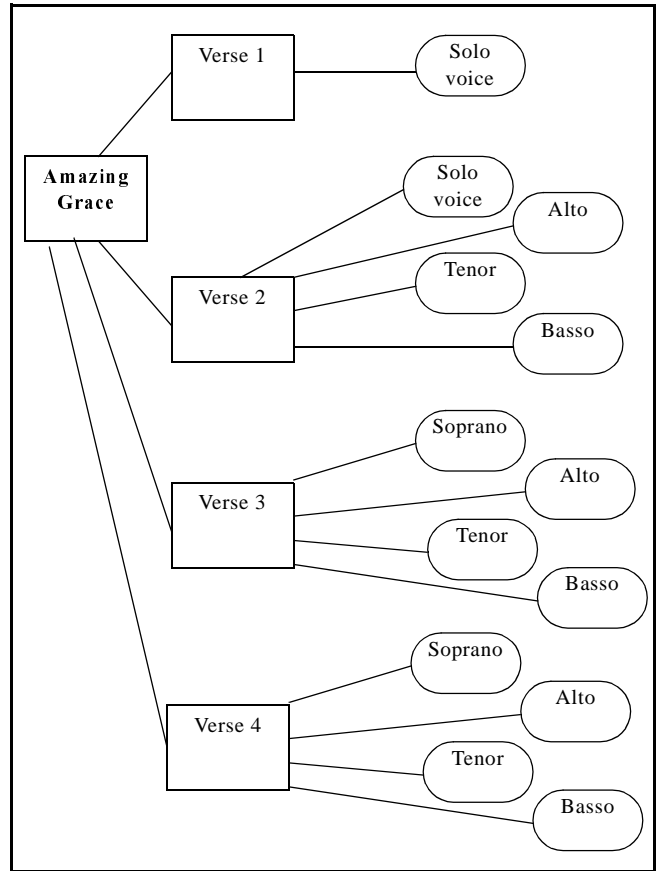 Verse 1
Solo
voice
Amazing
Grace
Solo
voice
Alto
Verse 2
Tenor
Basso
Soprano
Alto
Verse 3
Tenor
Basso
Soprano
Alto
Verse 4
Tenor
Basso